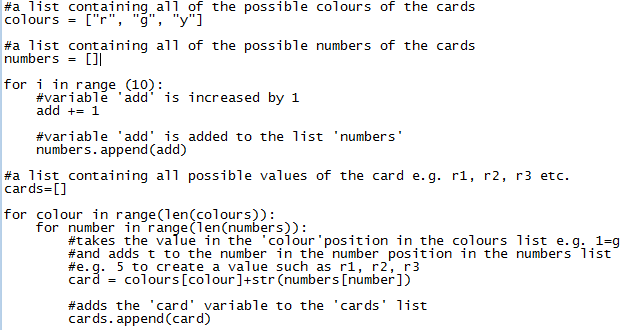 #a list containing all of the possible colours of the cards
colours = ["r", "g", "y"]
#a list containing all of the possible numbers of the cards
numbers = []
for i in range (10):
    #variable 'add' is increased by 1
    add += 1
    #variable 'add' is added to the list 'numbers'
    numbers.append(add)
#a list containing all possible values of the card e.g. r1, r2, r3 etc.
cards=[]
for colour in range(len(colours)):
    for number in range(len(numbers)):
        #takes the value in the 'colour'position in the colours list e.g. 1=g
        #and adds t to the number in the number position in the numbers list
        #e.g. 5 to create a value such as r1, r2, r3
        card = colours[colour]+str(numbers[number])
        #adds the 'card' variable to the 'cards' list
        cards.append(card)